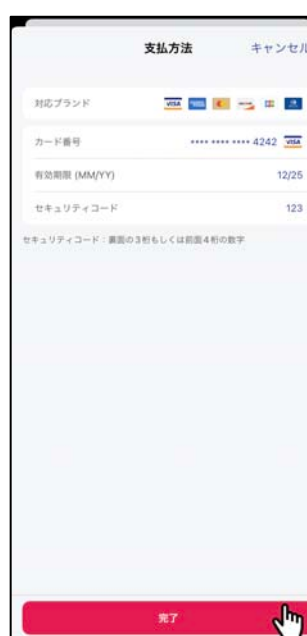 支払方法 キャンセル
対応ブランド VISA
カード番号 •••• •••• •••• 4242 VISA
有効期限 (MM/YY) 12/25
セキュリティコード 123
セキュリティコード：裏面の3桁もしくは前面4桁の数字
完了